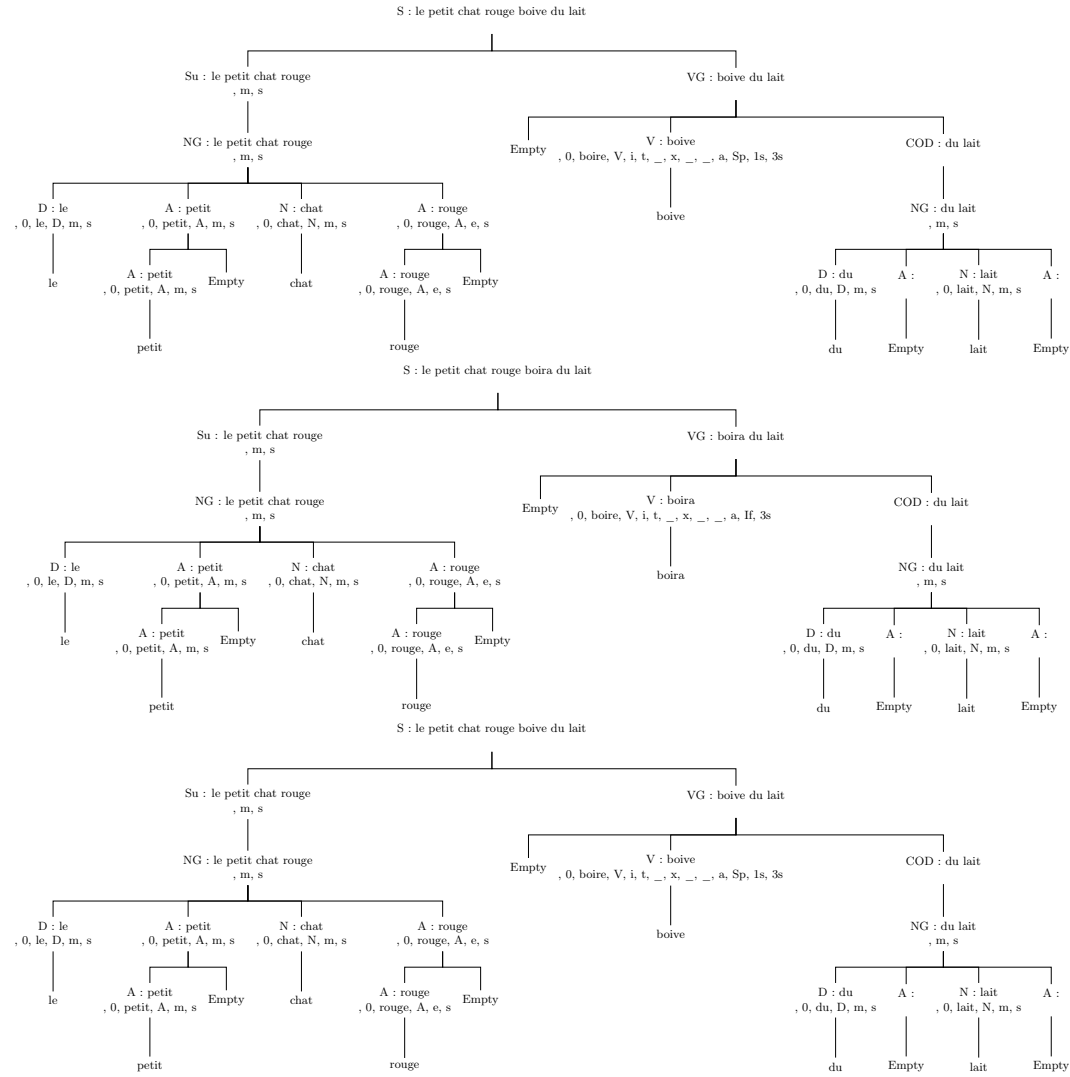 S : le petit chat rouge boive du lait
Su : le petit chat rouge
, m, s
VG : boive du lait
NG : le petit chat rouge
, m, s
Empty
V : boive
, 0, boire, V, i, t, _, x, _, _, a, Sp, 1s, 3s
COD : du lait
D : le
, 0, le, D, m, s
A : petit
, 0, petit, A, m, s
N : chat
, 0, chat, N, m, s
A : rouge
, 0, rouge, A, e, s
boive
NG : du lait
, m, s
le
A : petit
, 0, petit, A, m, s
Empty
chat
A : rouge
, 0, rouge, A, e, s
Empty
D : du
, 0, du, D, m, s
A :
N : lait
, 0, lait, N, m, s
A :
petit
rouge
du
Empty
lait
Empty
S : le petit chat rouge boira du lait
Su : le petit chat rouge
, m, s
VG : boira du lait
NG : le petit chat rouge
, m, s
Empty
V : boira
, 0, boire, V, i, t, _, x, _, _, a, If, 3s
COD : du lait
D : le
, 0, le, D, m, s
A : petit
, 0, petit, A, m, s
N : chat
, 0, chat, N, m, s
A : rouge
, 0, rouge, A, e, s
boira
NG : du lait
, m, s
le
A : petit
, 0, petit, A, m, s
Empty
chat
A : rouge
, 0, rouge, A, e, s
Empty
D : du
, 0, du, D, m, s
A :
N : lait
, 0, lait, N, m, s
A :
petit
rouge
du
Empty
lait
Empty
S : le petit chat rouge boive du lait
Su : le petit chat rouge
, m, s
VG : boive du lait
NG : le petit chat rouge
, m, s
Empty
V : boive
, 0, boire, V, i, t, _, x, _, _, a, Sp, 1s, 3s
COD : du lait
D : le
, 0, le, D, m, s
A : petit
, 0, petit, A, m, s
N : chat
, 0, chat, N, m, s
A : rouge
, 0, rouge, A, e, s
boive
NG : du lait
, m, s
le
A : petit
, 0, petit, A, m, s
Empty
chat
A : rouge
, 0, rouge, A, e, s
Empty
D : du
, 0, du, D, m, s
A :
N : lait
, 0, lait, N, m, s
A :
petit
rouge
du
Empty
lait
Empty